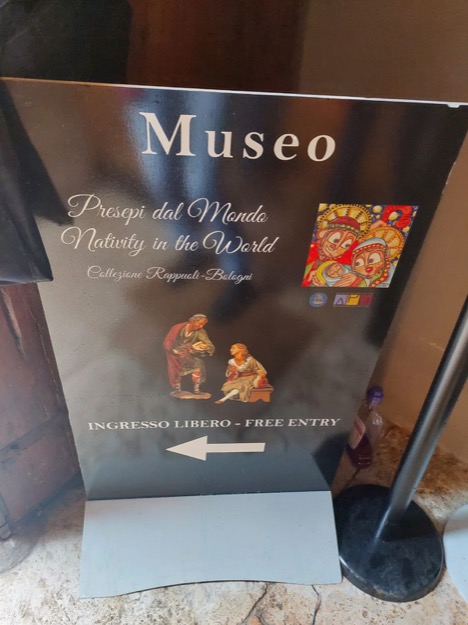 Museo
Presepi dal Mondo
Nativity in the World
Collezione Rappuoli-Bologni
INGRESSO LIBERO - FREE ENTRY